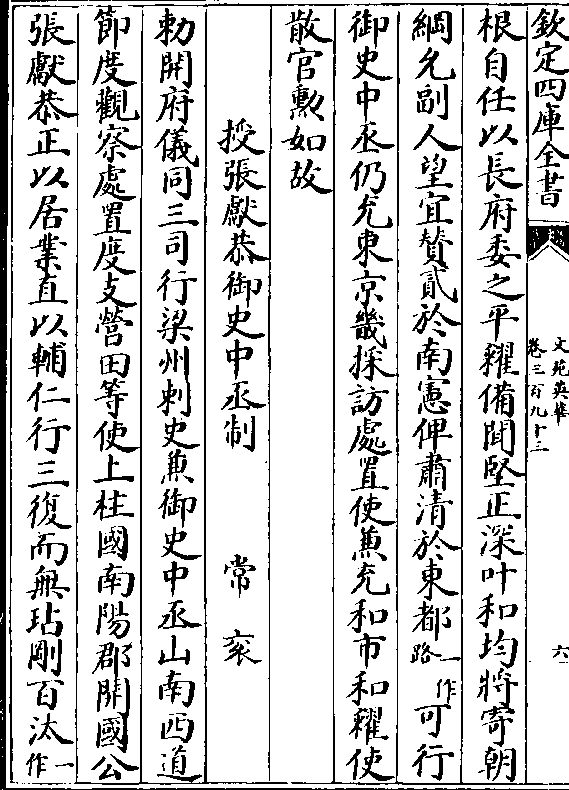 欽定四庫全書
文苑英華
卷三百九十三
六
根自任以長府委之平糴備聞堅正深叶和均將寄朝
綱允副人望宜贊貳於南憲俾肅清於東都一作路可行
御史中丞仍充東京畿採訪處置使兼充和市和糴使
散官勲如故
授張獻恭御史中丞制 常衮
勅開府儀同三司行梁州刺史兼御史中丞山南西道
節度觀察處置度支營田等使上柱國南陽郡開國公
張獻恭正以居業直以輔仁行三復而無玷剛百汰一作